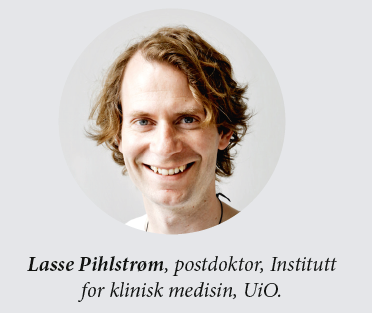 Lasse Pihlstrøm, postdoktor, Institutt
for klinisk medisin, UiO.